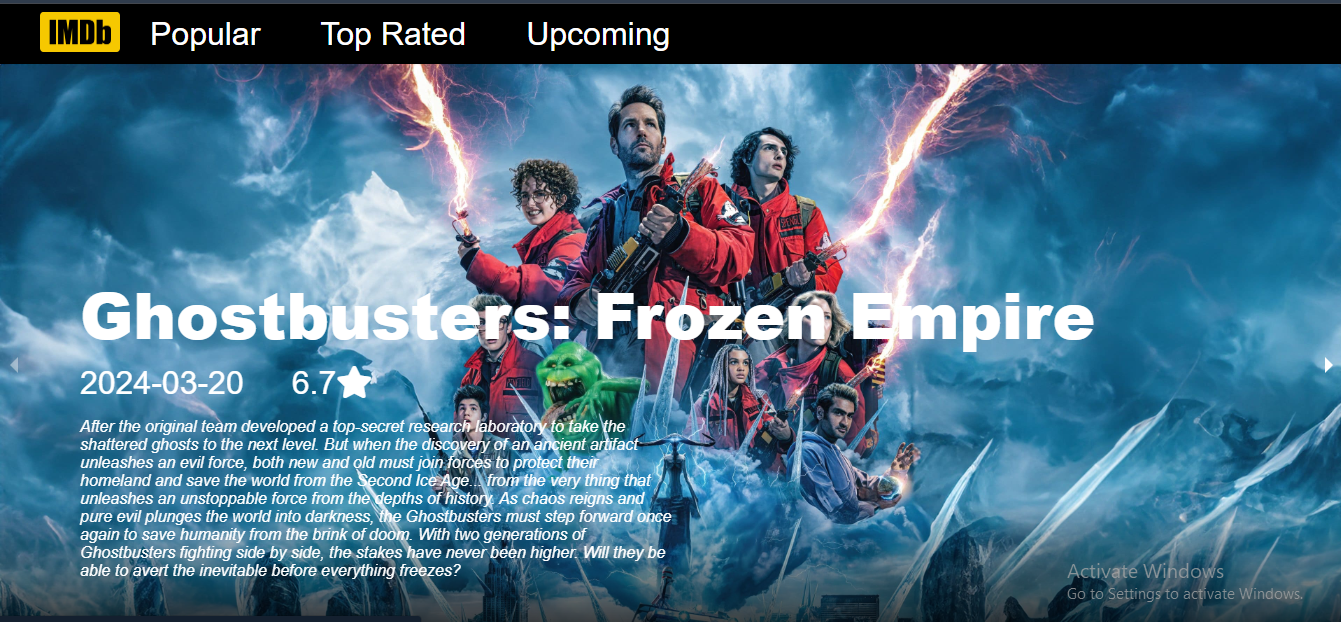 IMDb Popular Top Rated Upcoming
Ghostbusters: Frozen Empire
2024-03-20 6.7
After the original team developed a top-secret research laboratory to take the
shattered ghosts to the next level. But when the discovery of an ancient artifact
unleashes an evil force, both new and old must join forces to protect their
homeland and save the world from the Second Ice Age... from the very thing that
unleashes an unstoppable force from the depths of history. As chaos reigns and
pure evil plunges the world into darkness, the Ghostbusters must step forward once
again to save humanity from the brink of doom. With two generations of
Ghostbusters fighting side by side, the stakes have never been higher. Will they be
able to avert the inevitable before everything freezes?
Activate Windows
Go to Settings to activate Windows.